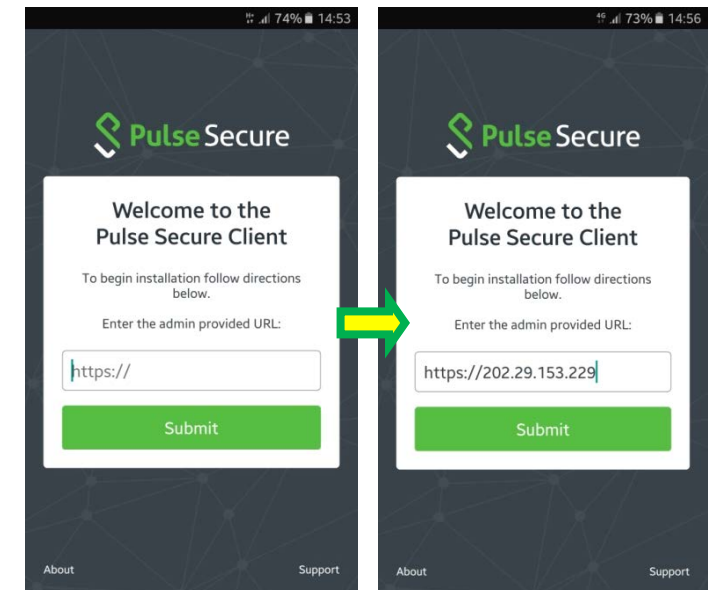 74% 14:53
Pulse Secure
Welcome to the
Pulse Secure Client
To begin installation follow directions
below.
Enter the admin provided URL:
https://
Submit
About Support
4G 73% 14:56
Pulse Secure
Welcome to the
Pulse Secure Client
To begin installation follow directions
below.
Enter the admin provided URL:
https://202.29.153.229
Submit
About Support